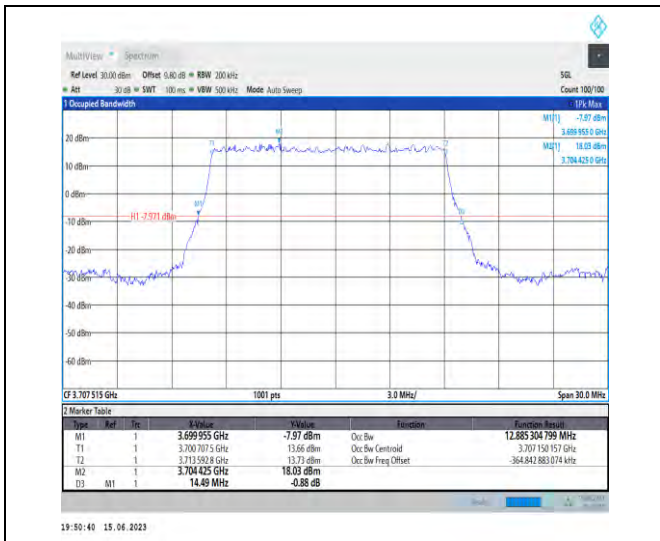 MultiView Spectrum
Ref Level 30.00 dBm Offset 9.80 dB RBW 200 kHz SGL
Att 30 dB SWT 100 ms VBW 500 kHz Mode Auto Sweep Count 100/100
1 Occupied Bandwidth 1Pk Max
M1[1] -7.97 dBm
3.699 955 0 GHz
M2[1] 18.03 dBm
3.704 425 0 GHz
20 dBm
T1 M2
10 dBm
0 dBm
M1
H1 -7.971 dBm
-10 dBm
-20 dBm
-30 dBm
-40 dBm
-50 dBm
-60 dBm
CF 3.707 515 GHz 1001 pts 3.0 MHz/ Span 30.0 MHz
2 Marker Table
Type Ref Trc X-Value Y-Value Function Function Result
M1 1 3.699 955 GHz -7.97 dBm Occ Bw 12.885 304 799 MHz
T1 1 3.700 707 5 GHz 13.66 dBm Occ Bw Centroid 3.707 150 157 GHz
T2 1 3.713 592 8 GHz 13.73 dBm Occ Bw Freq Offset -364.842 883 074 kHz
M2 1 3.704 425 GHz 18.03 dBm
D3 M1 1 14.49 MHz -0.88 dB
19:50:40 15.06.2023